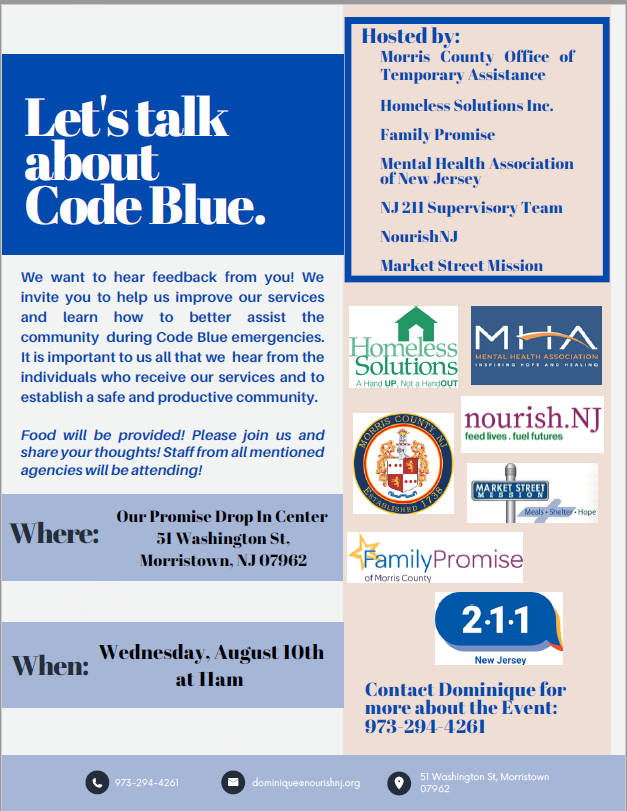 Let's talk
about
Code Blue.
We want to hear feedback from you! We
invite you to help us improve our services
and learn how to better assist the
community during Code Blue emergencies.
It is important to us all that we hear from the
individuals who receive our services and to
establish a safe and productive community.
Food will be provided! Please join us and
share your thoughts! Staff from all mentioned
agencies will be attending!
Where:
Our Promise Drop In Center
51 Washington St,
Morristown, NJ 07962
When:
Wednesday, August 10th
at 11am
Hosted by:
Morris County Office of
Temporary Assistance
Homeless Solutions Inc.
Family Promise
Mental Health Association
of New Jersey
NJ 211 Supervisory Team
NourishNJ
Market Street Mission
Homeless
Solutions
A Hand UP, Not a HandOUT
MHA
MENTAL HEALTH ASSOCIATION
INSPIRING HOPE AND HEALING
MORRIS COUNTY, NJ
ESTABLISHED 1738
nourish.NJ
feed lives . fuel futures
MARKET STREET
MISSION
Meals • Shelter • Hope
FamilyPromise
of Morris County
2·1·1
New Jersey
Contact Dominique for
more about the Event:
973-294-4261
973-294-4261
dominique@nourishnj.org
51 Washington St, Morristown
07962